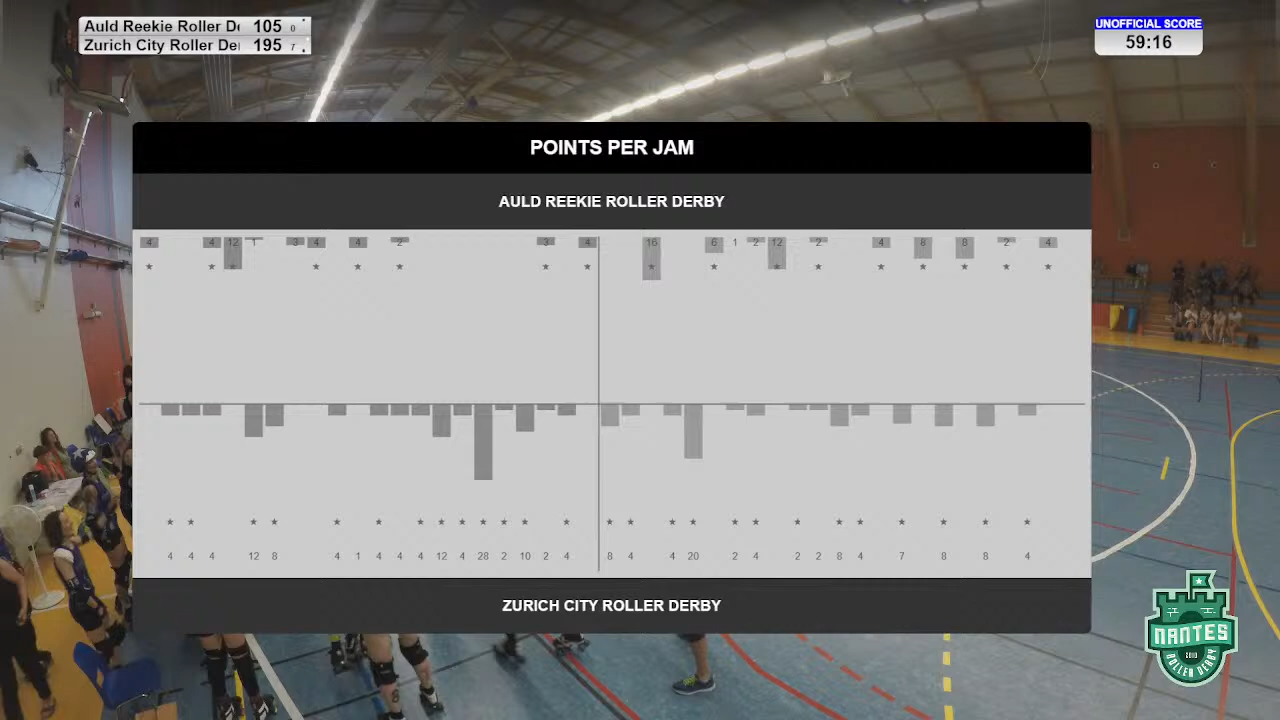 Auld Reekie Roller De 105 0
Zurich City Roller Der 195 7
UNOFFICIAL SCORE
59:16
POINTS PER JAM
AULD REEKIE ROLLER DERBY
4 4 12 1 3 4 4 2 3 4 16 6 1 2 12 2 4 8 8 2 4
4 4 4 12 8 4 1 4 4 4 12 4 28 2 10 2 4 8 4 4 20 2 4 2 2 8 4 7 8 8 4
ZURICH CITY ROLLER DERBY
NANTES
2010
ROLLER DERBY